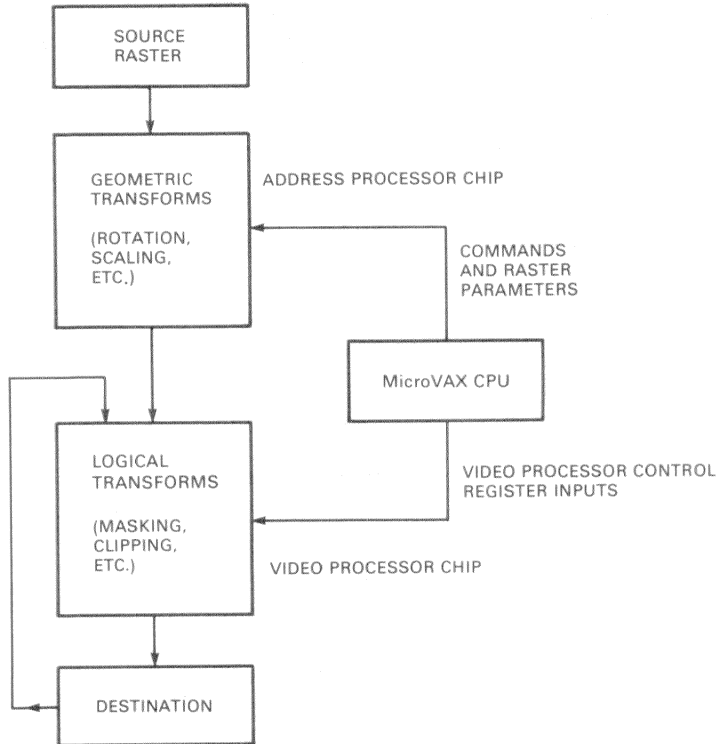 SOURCE
RASTER
GEOMETRIC
TRANSFORMS
(ROTATION,
SCALING,
ETC.)
ADDRESS PROCESSOR CHIP
COMMANDS
AND RASTER
PARAMETERS
MicroVAX CPU
LOGICAL
TRANSFORMS
(MASKING,
CLIPPING,
ETC.)
VIDEO PROCESSOR CONTROL
REGISTER INPUTS
VIDEO PROCESSOR CHIP
DESTINATION